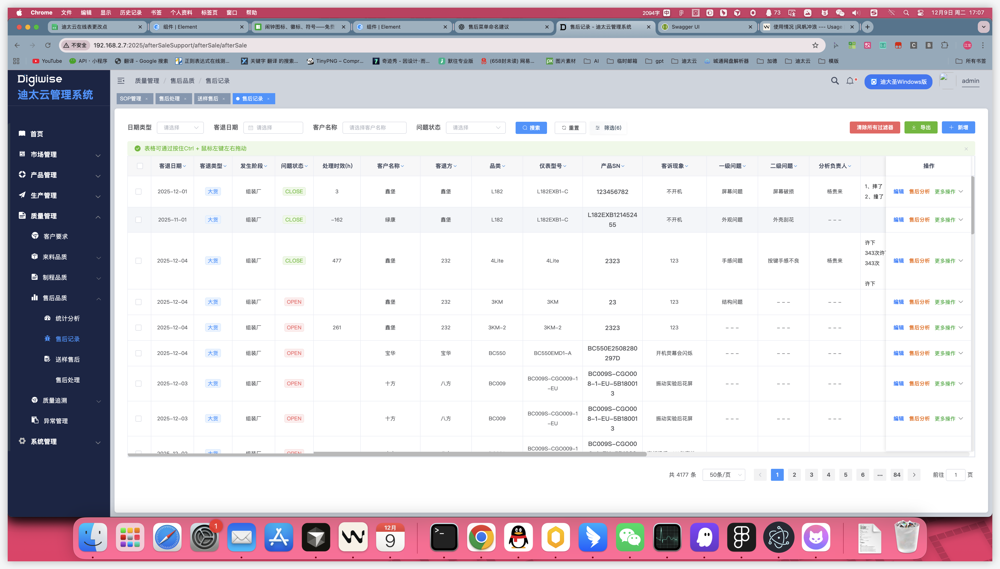 Chrome 文件 编辑 显示 历史记录 书签 个人资料 标签页 窗口 帮助 2094字 中 73 12月9日 周二 17:07
迪太云在线表更改点 组件 | Element 闹钟图标、徽标、符号——免费 组件 | Element 售后菜单命名建议 售后记录 - 迪太云管理系统 Swagger UI 使用情况 |风帆冲浪 --- Usage
不安全 192.168.2.7:2025/afterSaleSupport/afterSale/afterSale 江龙
YouTube API · 小程序 翻译 - Google 搜索 正则表达式在线测... 关键字 翻译 的搜索... TinyPNG – Compr... 奇迹秀 - 因设计·而... 默往专业版 (658封未读) 网易... 图片素材 AI 临时邮箱 gpt 迪太云 城通网盘解析器 加德 迪太云 模版 所有书签
Digiwise
迪太云管理系统
质量管理 / 售后品质 / 售后记录
迪大圣Windows版 admin
SOP管理 售后处理 送样售后 售后记录
首页
市场管理
产品管理
生产管理
质量管理
客户要求
来料品质
制程品质
售后品质
统计分析
售后记录
送样售后
售后处理
质量追溯
异常管理
系统管理
日期类型 请选择 客退日期 请选择 客户名称 请选择客户名称 问题状态 请选择 搜索 重置 筛选(6) 清除所有过滤器 导出 新增
表格可通过按住Ctrl + 鼠标左键左右拖动
客退日期 客退类型 发生阶段 问题状态 处理时效(h) 客户名称 客退方 品类 仪表型号 产品SN 客诉现象 一级问题 二级问题 分析负责人 操作
2025-12-01 大货 组装厂 CLOSE 3 鑫堡 鑫堡 L182 L182EXB1-C 123456782 不开机 屏幕问题 屏幕破损 杨贵来 1、摔了
2、撞了 编辑 售后分析 更多操作
2025-11-01 大货 组装厂 CLOSE -162 绿康 鑫堡 L182 L182EXB1-C L182EXB1214524
55 不开机 外观问题 外壳刮花 - - - 编辑 售后分析 更多操作
2025-12-04 大货 组装厂 CLOSE 477 鑫堡 232 4Lite 4Lite 2323 123 手感问题 按键手感不良 杨贵来 许下
343次许
343次
许下 编辑 售后分析 更多操作
2025-12-04 大货 组装厂 OPEN 鑫堡 232 3KM 3KM 23 123 结构问题 - - - - - - 编辑 售后分析 更多操作
2025-12-04 大货 组装厂 OPEN 261 鑫堡 232 3KM-2 3KM-2 2323 123 - - - - - - - - - 编辑 售后分析 更多操作
2025-12-04 大货 组装厂 OPEN 宝华 宝华 BC550 BC550EMD1-A BC550E2508280
297D 开机荧幕会闪烁 - - - - - - - - - 编辑 售后分析 更多操作
2025-12-03 大货 组装厂 OPEN 十方 八方 BC009 BC009S-CGO009-1
-EU BC009S-CGO00
8-1-EU-5B18001
3 振动实验后花屏 - - - - - - - - - 编辑 售后分析 更多操作
2025-12-03 大货 组装厂 OPEN 十方 八方 BC009 BC009S-CGO009-1
-EU BC009S-CGO00
8-1-EU-5B18001
3 振动实验后花屏 - - - - - - - - - 编辑 售后分析 更多操作
大货 组装厂 OPEN BC009S-CGO009-1 BC009S-CGO00
共 4177 条 50条/页 1 2 3 4 5 6 ... 84 前往 1 页
1 12月 9